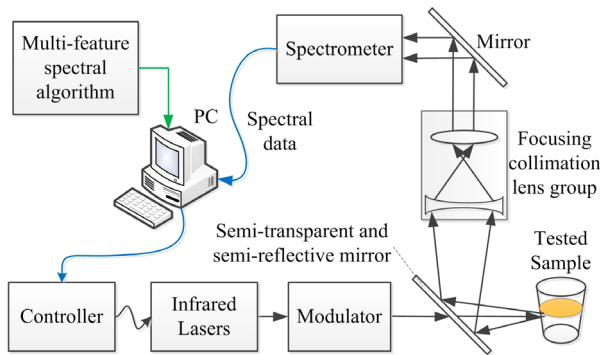 Multi-feature
spectral
algorithm
Spectrometer
Mirror
PC
Spectral
data
Focusing
collimation
lens group
Semi-transparent and
semi-reflective mirror
Tested
Sample
Controller
Infrared
Lasers
Modulator